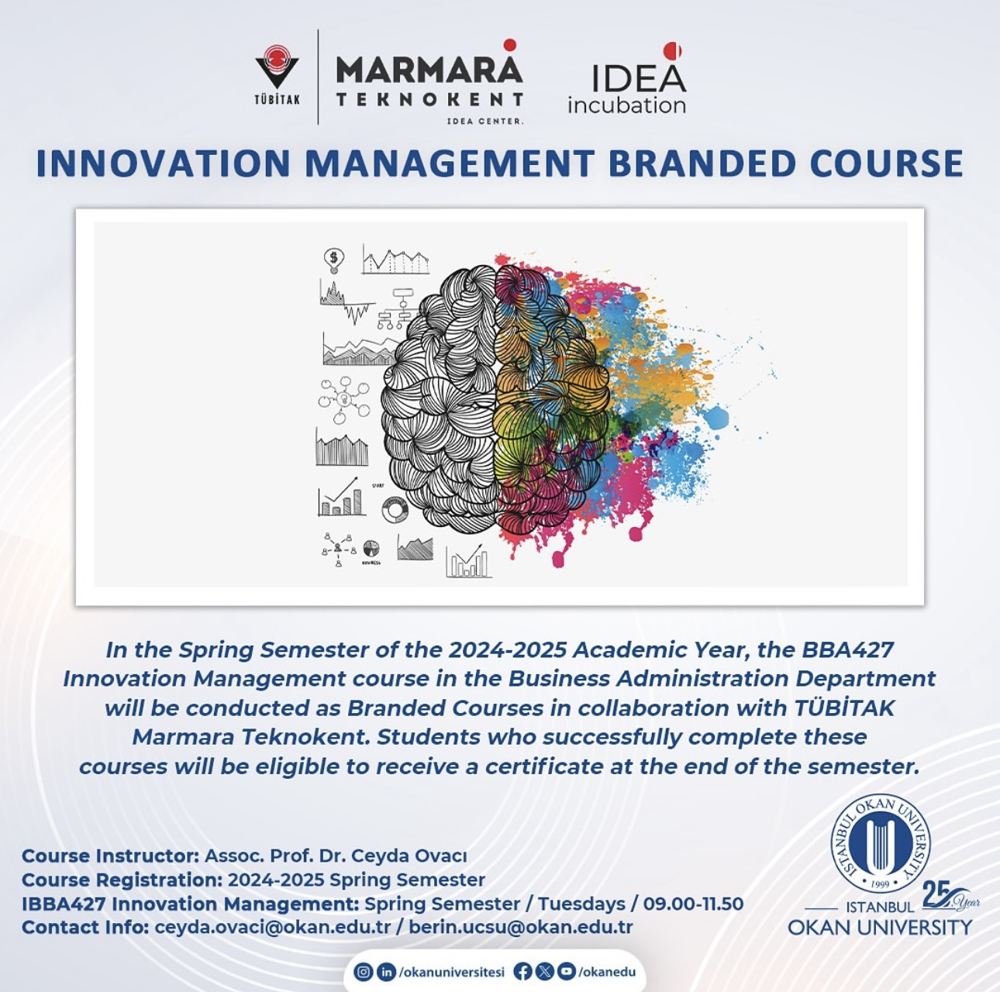 TÜBİTAK
MARMARA
TEKNOKENT
IDEA CENTER.
IDEA
incubation
INNOVATION MANAGEMENT BRANDED COURSE
$
START
BUSINESS
In the Spring Semester of the 2024-2025 Academic Year, the BBA427
Innovation Management course in the Business Administration Department
will be conducted as Branded Courses in collaboration with TÜBİTAK
Marmara Teknokent. Students who successfully complete these
courses will be eligible to receive a certificate at the end of the semester.
Course Instructor: Assoc. Prof. Dr. Ceyda Ovacı
Course Registration: 2024-2025 Spring Semester
IBBA427 Innovation Management: Spring Semester / Tuesdays / 09.00-11.50
Contact Info: ceyda.ovaci@okan.edu.tr / berin.ucsu@okan.edu.tr
ISTANBUL OKAN UNIVERSITY
• 1999 •
25. Year
ISTANBUL
OKAN UNIVERSITY
/okanuniversitesi /okanedu